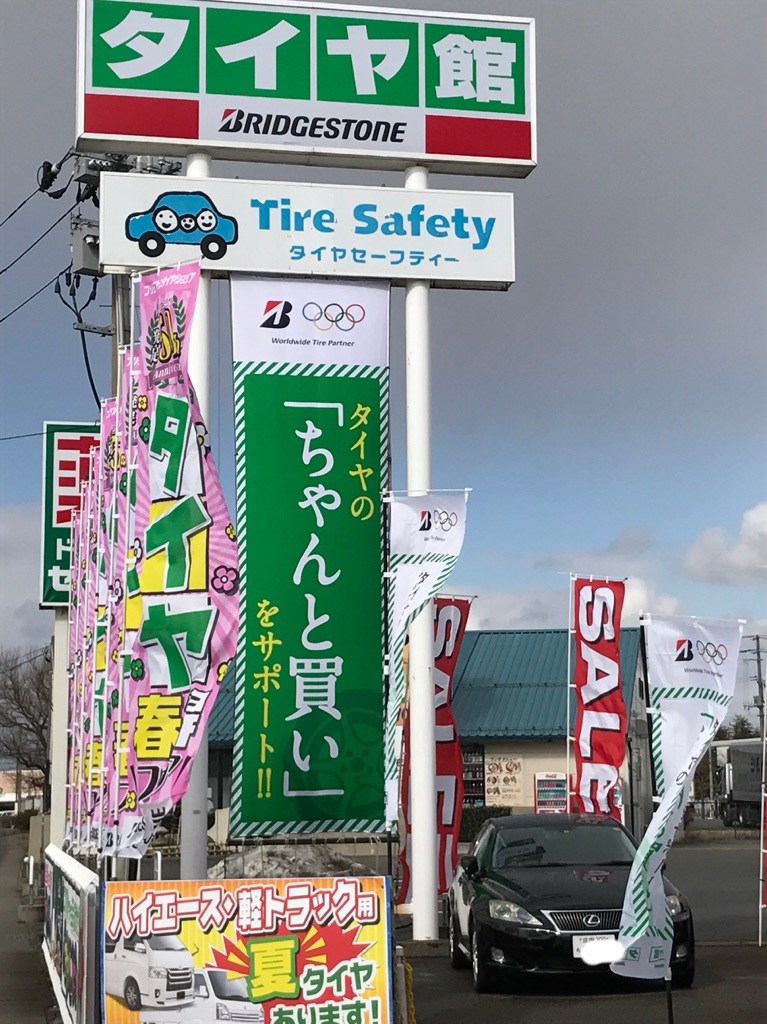 タイヤ館
BRIDGESTONE
Tire Safety
タイヤセーフティー
Worldwide Tire Partner
タイヤの
「ちゃんと買い」
をサポート!!
タイヤ
春
SALE
SALE
ハイエース・軽トラック用
夏タイヤ
あります!